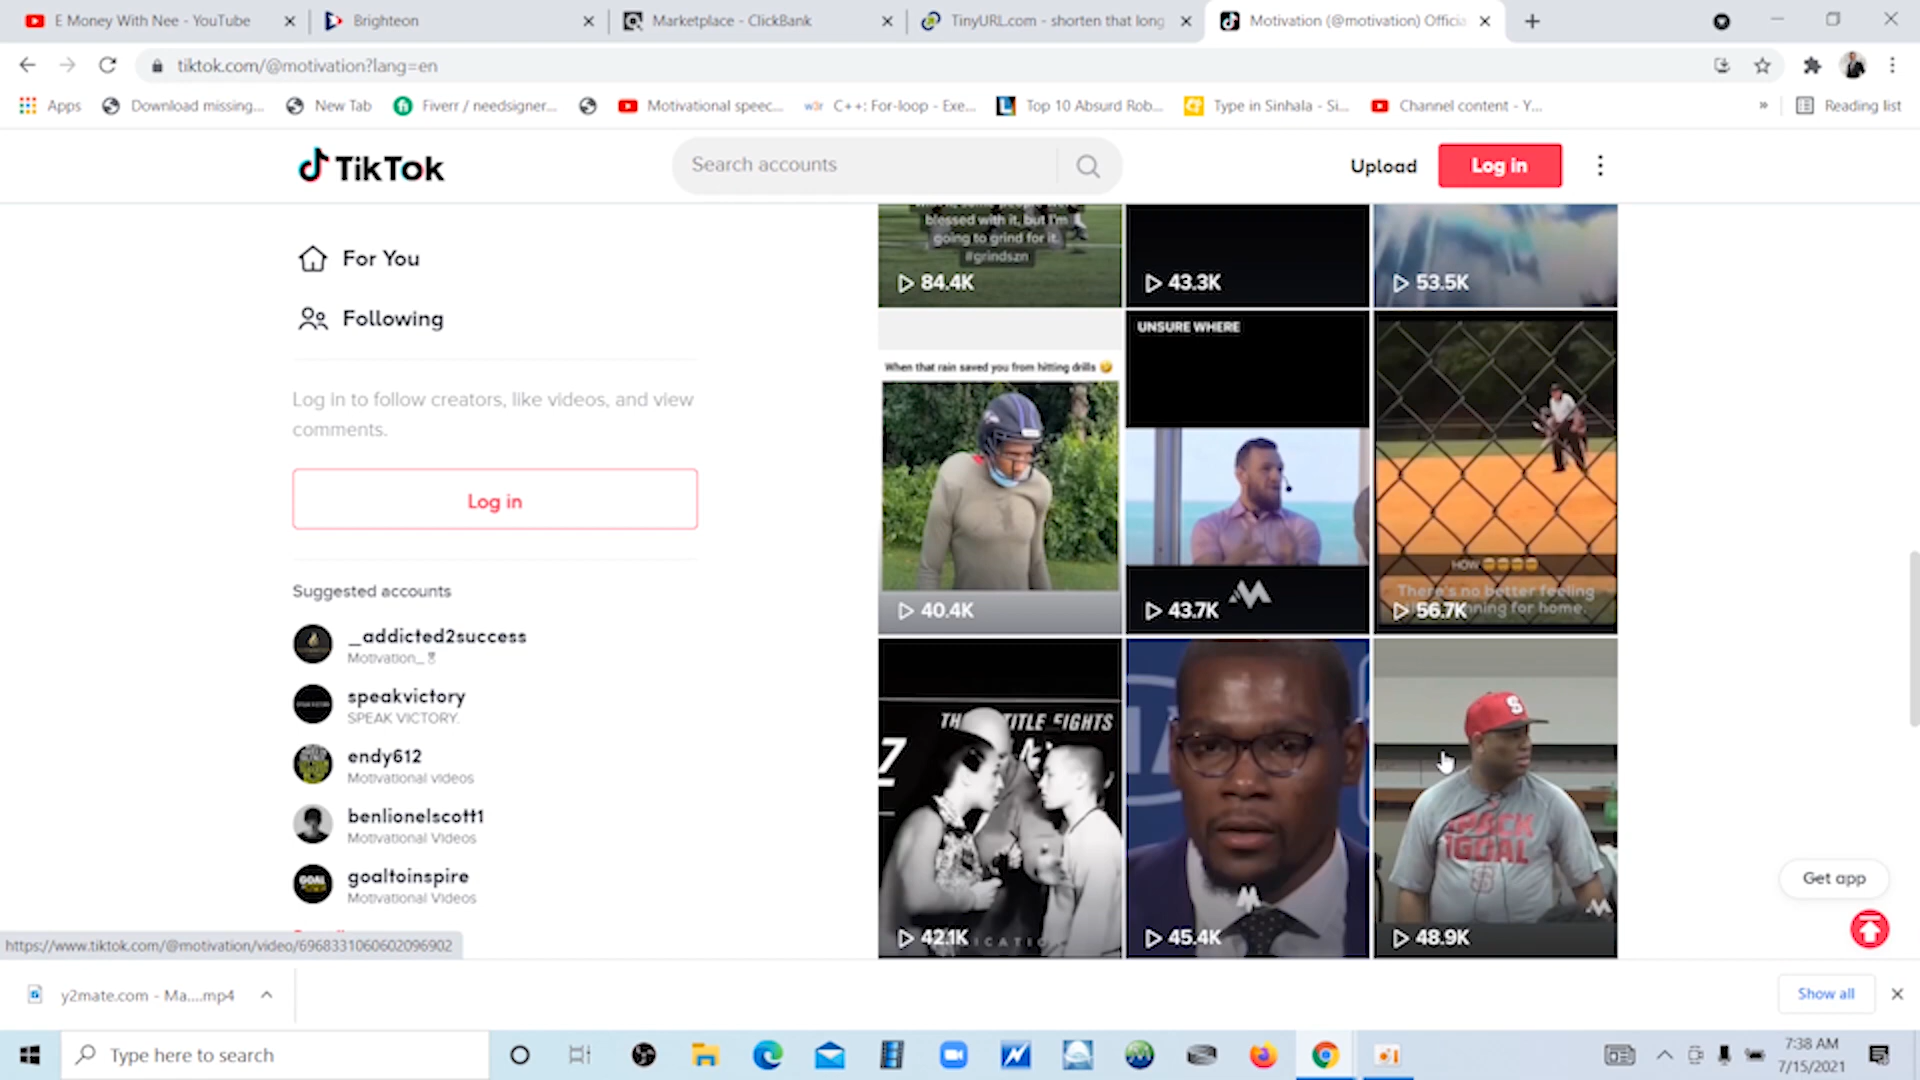 E Money With Nee - YouTube
Brighteon
Marketplace - ClickBank
TinyURL.com - shorten that long
Motivation (@motivation) Officia
tiktok.com/@motivation?lang=en
Apps
Download missing...
New Tab
Fiverr / needsigner...
Motivational speec...
C++: For-loop - Exe...
Top 10 Absurd Rob...
Type in Sinhala - Si...
Channel content - Y...
»
Reading list
TikTok
Search accounts
Upload
Log in
For You
Following
Log in to follow creators, like videos, and view
comments.
Log in
Suggested accounts
_addicted2success
Motivation_
speakvictory
SPEAK VICTORY.
endy612
Motivational videos
benlionelscott1
Motivational Videos
goaltoinspire
Motivational Videos
blessed with it, but I'm
going to grind for it.
#grindszn
84.4K
43.3K
53.5K
When that rain saved you from hitting drills 🤣
40.4K
UNSURE WHERE
43.7K
HOW
There's no better feeling
nning for home.
56.7K
TITLE FIGHTS
42.1K
45.4K
48.9K
Get app
https://www.tiktok.com/@motivation/video/6968331060602096902
y2mate.com - Ma....mp4
Show all
Type here to search
7:38 AM
7/15/2021